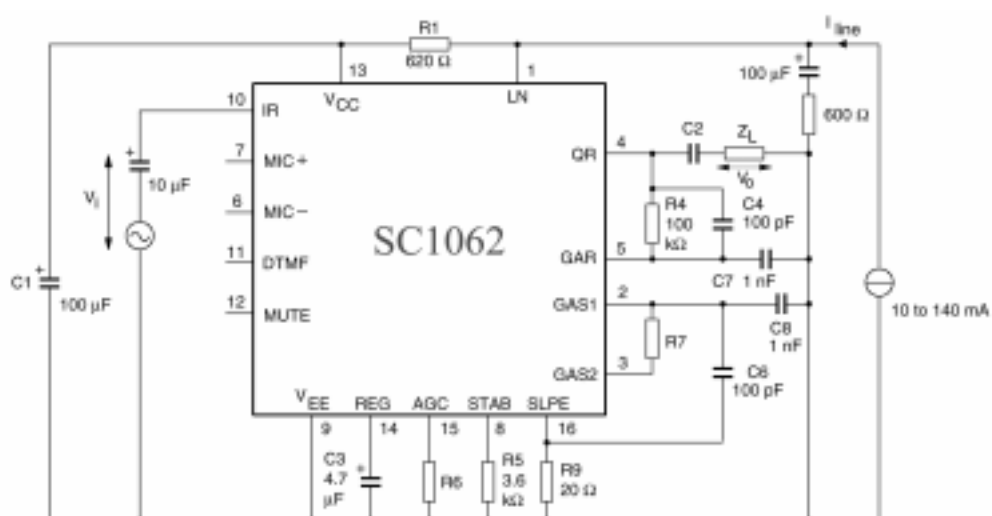 R1
620 Ω
I line
100 µF
600 Ω
13
1
VCC
LN
10
IR
7
MIC+
6
MIC−
11
DTMF
12
MUTE
+
10 µF
Vi
C1
+
100 µF
SC1062
4
QR
C2
ZL
V0
R4
100
kΩ
C4
100 pF
5
GAR
C7
1 nF
2
GAS1
C8
1 nF
R7
3
GAS2
C6
100 pF
10 to 140 mA
VEE
REG
AGC
STAB
SLPE
9
14
15
8
16
C3
4.7
µF
+
R6
R5
3.6
kΩ
R9
20 Ω